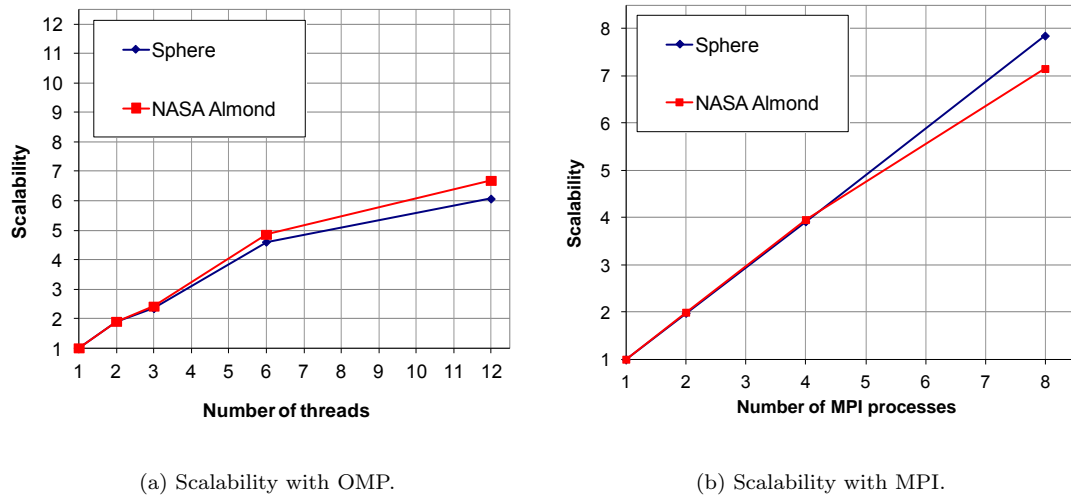 12
11
10
9
8
7
6
5
4
3
2
1
Scalability
Sphere
NASA Almond
1 2 3 4 5 6 7 8 9 10 11 12
Number of threads
(a) Scalability with OMP.
8
7
6
5
4
3
2
1
Scalability
Sphere
NASA Almond
1 2 3 4 5 6 7 8
Number of MPI processes
(b) Scalability with MPI.